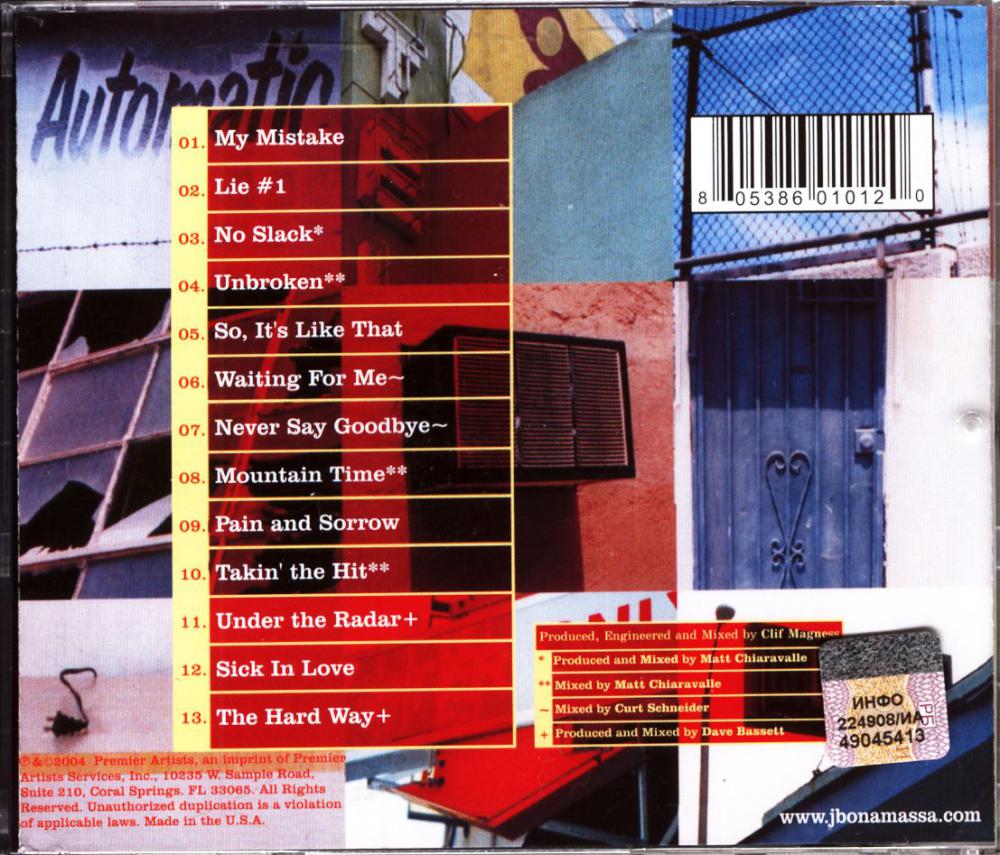 Automatic
01. My Mistake
02. Lie #1
03. No Slack*
04. Unbroken**
05. So, It's Like That
06. Waiting For Me~
07. Never Say Goodbye~
08. Mountain Time**
09. Pain and Sorrow
10. Takin' the Hit**
11. Under the Radar+
12. Sick In Love
13. The Hard Way+
8 05386 01012 0
Produced, Engineered and Mixed by Clif Magness
* Produced and Mixed by Matt Chiaravalle
** Mixed by Matt Chiaravalle
~ Mixed by Curt Schneider
+ Produced and Mixed by Dave Bassett
ИНФО
224908/ИА
49045413
РБ
℗&©2004 Premier Artists, an imprint of Premier
Artists Services, Inc., 10235 W. Sample Road,
Suite 210, Coral Springs. FL 33065. All Rights
Reserved. Unauthorized duplication is a violation
of applicable laws. Made in the U.S.A.
www.jbonamassa.com